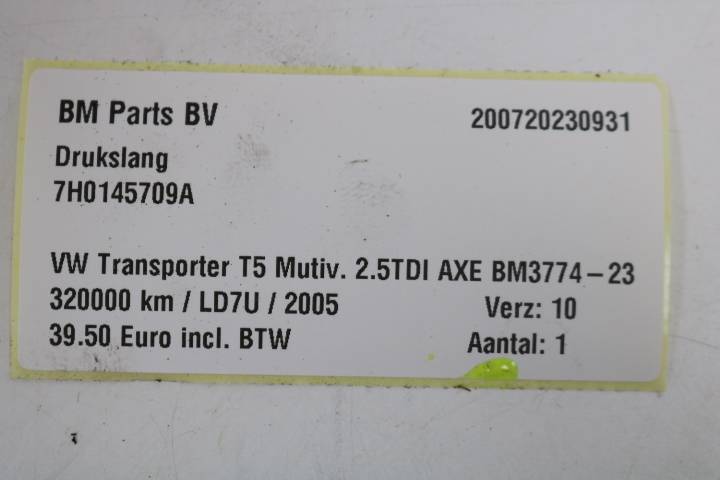 BM Parts BV 200720230931
Drukslang
7H0145709A
VW Transporter T5 Mutiv. 2.5TDI AXE BM3774-23
320000 km / LD7U / 2005 Verz: 10
39.50 Euro incl. BTW Aantal: 1